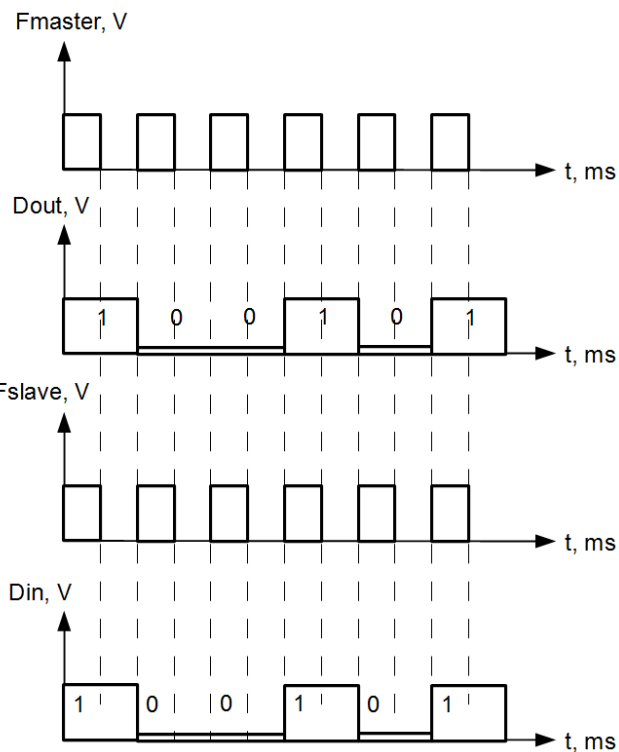 Fmaster, V
t, ms
Dout, V
1 0 0 1 0 1
t, ms
Fslave, V
t, ms
Din, V
1 0 0 1 0 1
t, ms